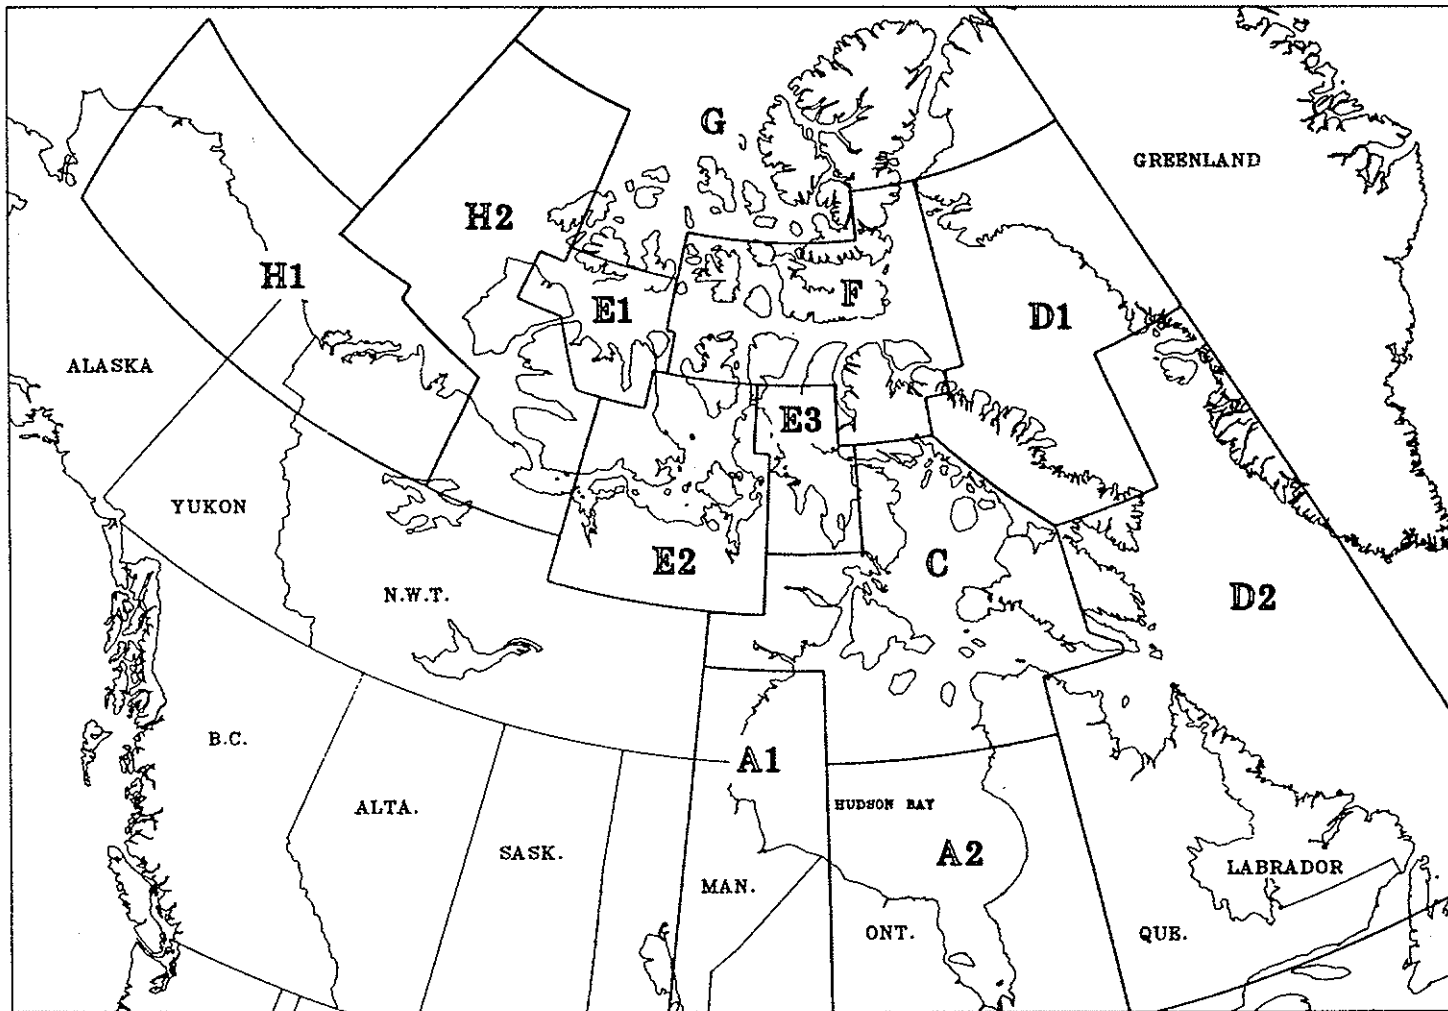 G
GREENLAND
H2
H1
E1
F
D1
ALASKA
E3
YUKON
E2
C
N.W.T.
D2
B.C.
A1
ALTA.
HUDSON BAY
SASK.
A2
MAN.
LABRADOR
ONT.
QUE.